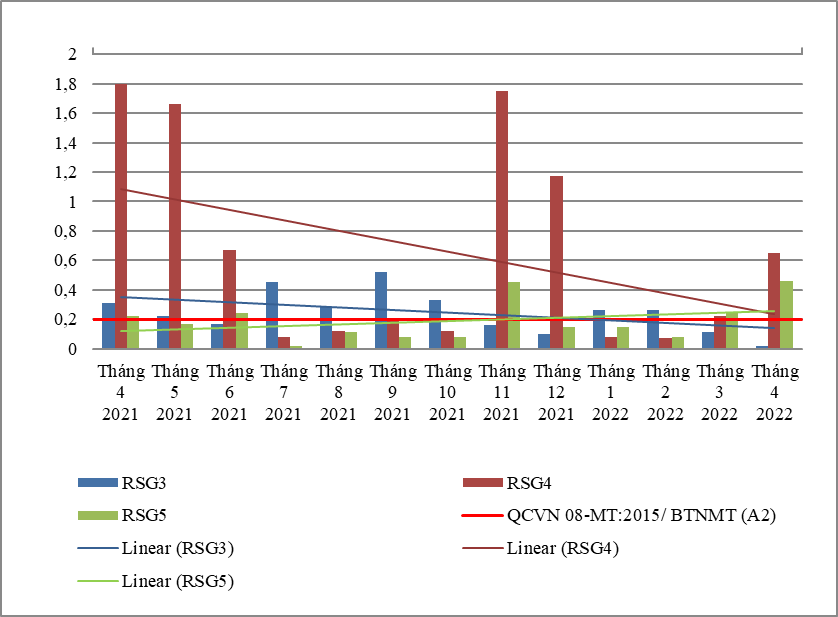 2
1,8
1,6
1,4
1,2
1
0,8
0,6
0,4
0,2
0
Tháng Tháng Tháng Tháng Tháng Tháng Tháng Tháng Tháng Tháng Tháng Tháng Tháng
4 5 6 7 8 9 10 11 12 1 2 3 4
2021 2021 2021 2021 2021 2021 2021 2021 2021 2022 2022 2022 2022
RSG3 RSG4
RSG5 QCVN 08-MT:2015/ BTNMT (A2)
Linear (RSG3) Linear (RSG4)
Linear (RSG5)